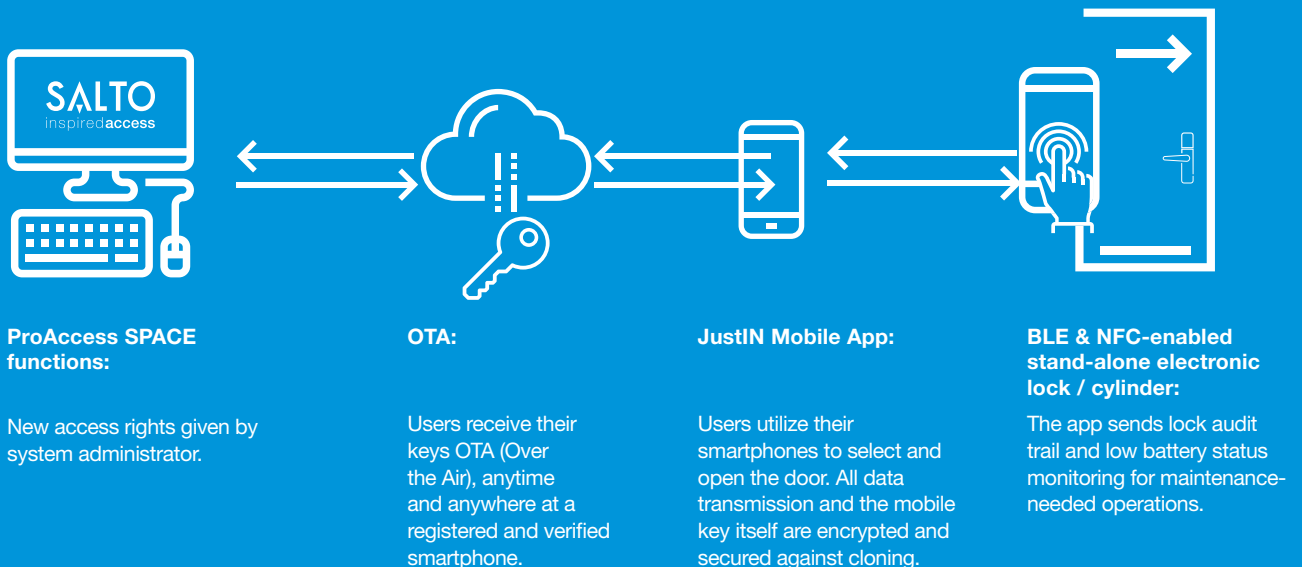 SALTO
inspiredaccess
ProAccess SPACE
functions:
New access rights given by
system administrator.
OTA:
Users receive their
keys OTA (Over
the Air), anytime
and anywhere at a
registered and verified
smartphone.
JustIN Mobile App:
Users utilize their
smartphones to select and
open the door. All data
transmission and the mobile
key itself are encrypted and
secured against cloning.
BLE & NFC-enabled
stand-alone electronic
lock / cylinder:
The app sends lock audit
trail and low battery status
monitoring for maintenance-
needed operations.